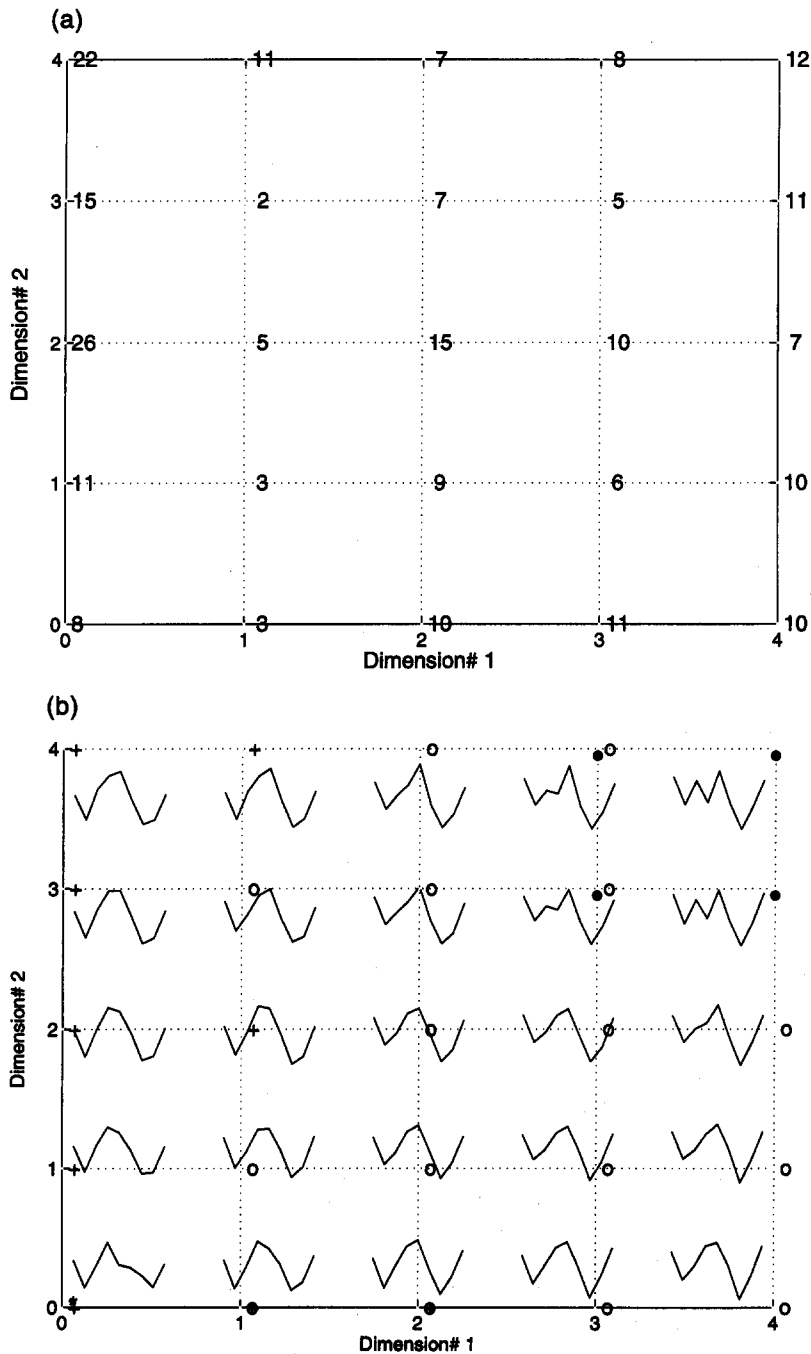 (a)
4 22 11 7 8 12
3 15 2 7 5 11
2 26 5 15 10 7
1 11 3 9 6 10
0 8 3 10 11 10
0 1 2 3 4
Dimension# 1
Dimension# 2
(b)
4
3
2
1
0
0 1 2 3 4
Dimension# 1
Dimension# 2